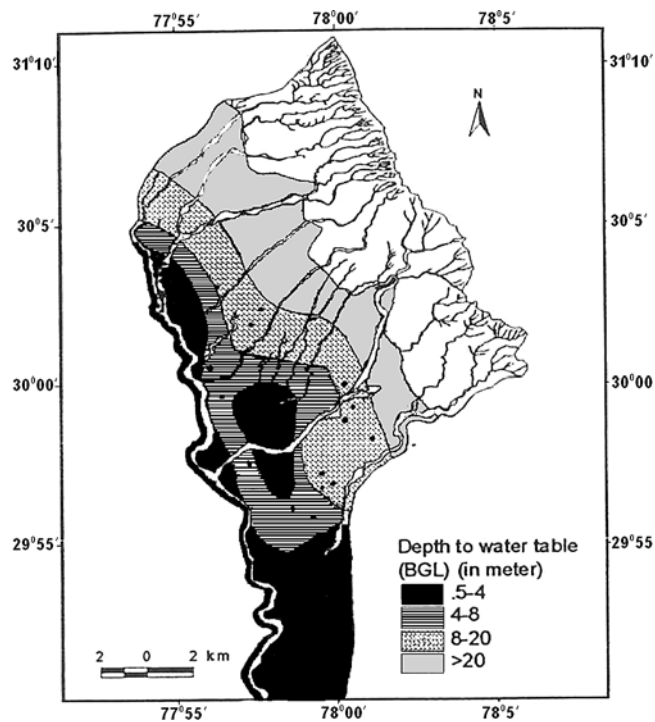 77°55′ 78°00′ 78°5′
31°10′ 31°10′
N
30°5′ 30°5′
30°00′ 30°00′
29°55′ 29°55′
Depth to water table
(BGL) (in meter)
.5-4
4-8
8-20
>20
2 0 2 km
77°55′ 78°00′ 78°5′